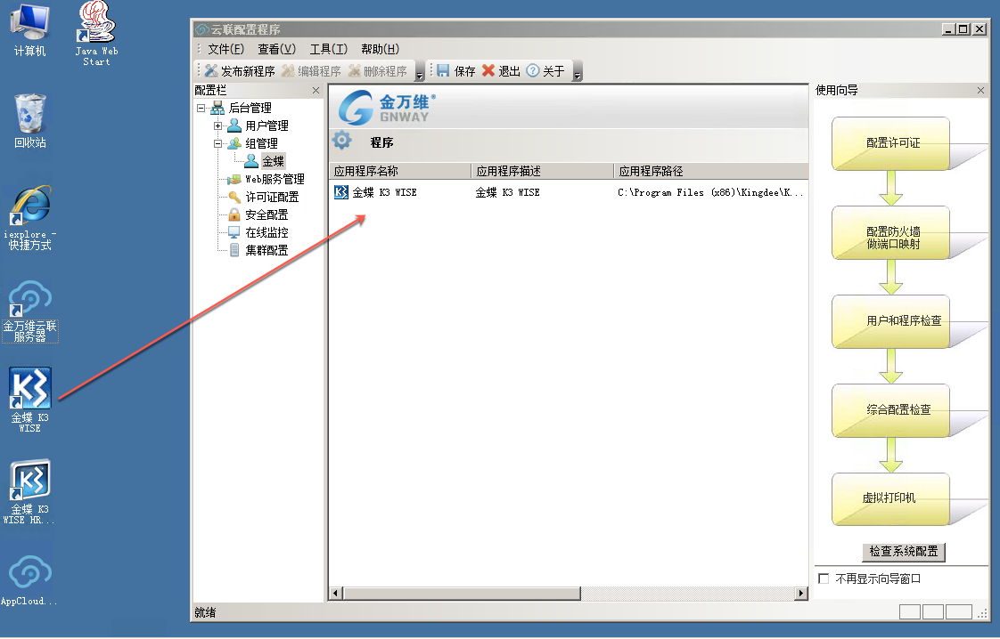 计算机
Java Web
Start
回收站
iexplore -
快捷方式
金万维云联
服务器
金蝶 K3
WISE
金蝶 K3
WISE HR...
AppCloud...
云联配置程序
文件(F) 查看(V) 工具(T) 帮助(H)
发布新程序 编辑程序 删除程序 保存 退出 关于
配置栏
后台管理
用户管理
组管理
金蝶
Web服务管理
许可证配置
安全配置
在线监控
集群配置
金万维®
GNWAY
程序
应用程序名称 应用程序描述 应用程序路径
金蝶 K3 WISE 金蝶 K3 WISE C:\Program Files (x86)\Kingdee\K...
使用向导
配置许可证
配置防火墙
做端口映射
用户和程序检查
综合配置检查
虚拟打印机
检查系统配置
不再显示向导窗口
就绪